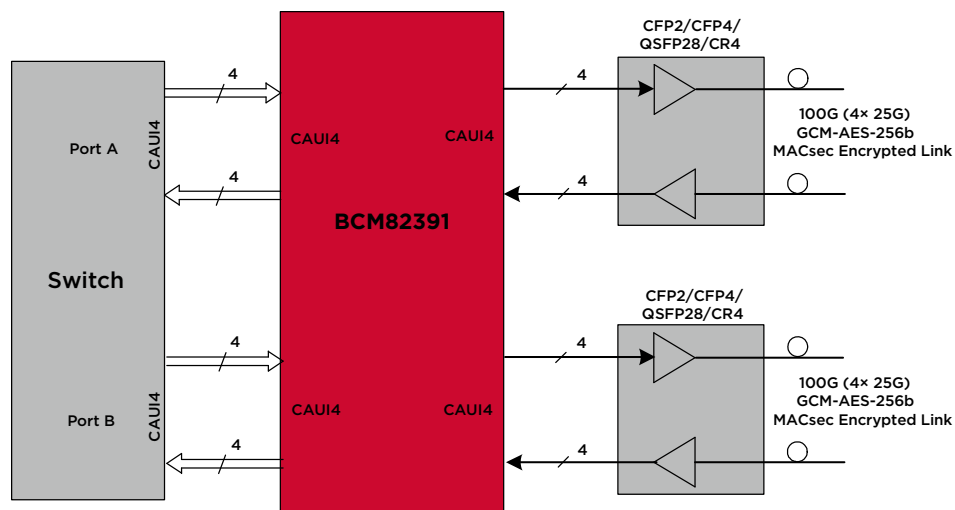 CFP2/CFP4/
QSFP28/CR4
4
4
Port A
CAUI4
CAUI4
CAUI4
100G (4× 25G)
GCM-AES-256b
MACsec Encrypted Link
4
4
BCM82391
Switch
CFP2/CFP4/
QSFP28/CR4
4
4
Port B
CAUI4
CAUI4
CAUI4
100G (4× 25G)
GCM-AES-256b
MACsec Encrypted Link
4
4